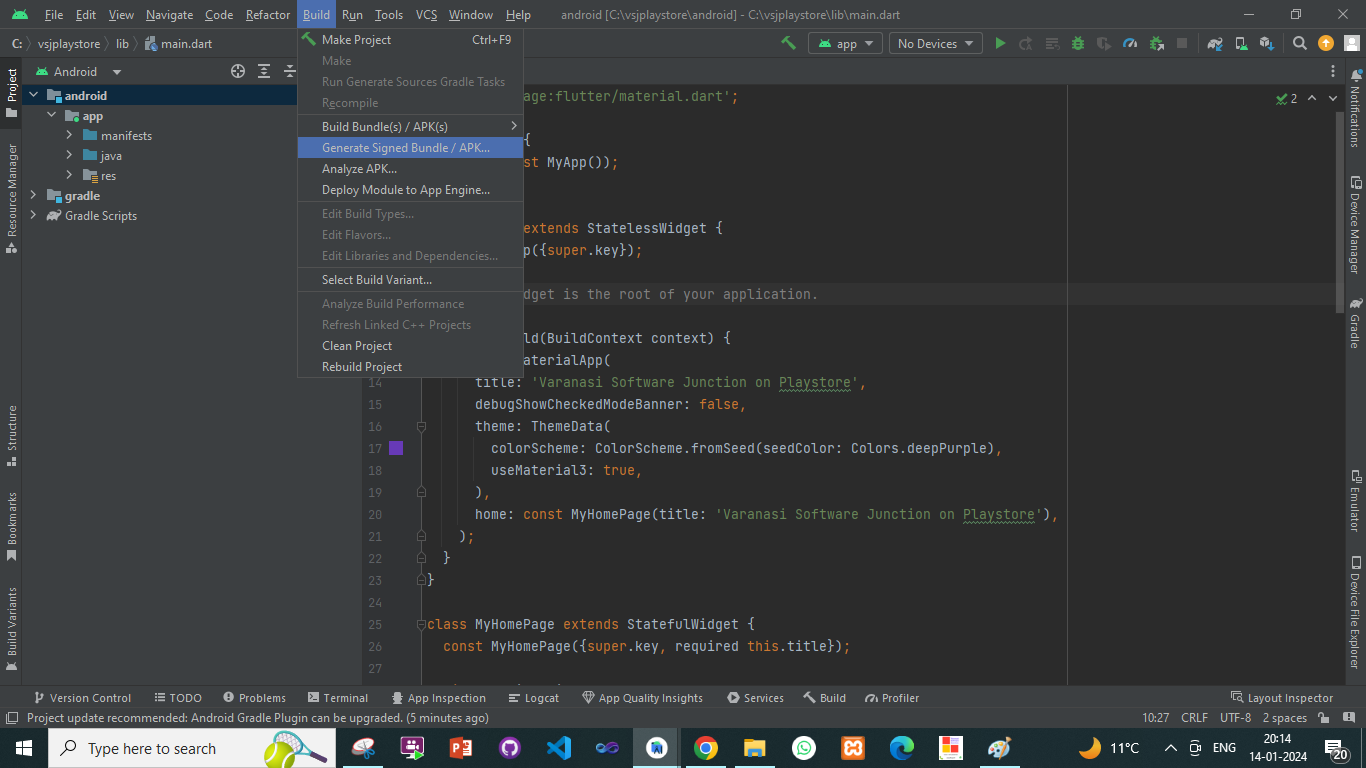 File Edit View Navigate Code Refactor Build Run Tools VCS Window Help android [C:\vsjplaystore\android] - C:\vsjplaystore\lib\main.dart
C: vsjplaystore lib main.dart
app No Devices
Android
Project
Resource Manager
Structure
Bookmarks
Build Variants
android
app
manifests
java
res
gradle
Gradle Scripts
Make Project Ctrl+F9
Make
Run Generate Sources Gradle Tasks
Recompile
Build Bundle(s) / APK(s)
Generate Signed Bundle / APK...
Analyze APK...
Deploy Module to App Engine...
Edit Build Types...
Edit Flavors...
Edit Libraries and Dependencies...
Select Build Variant...
Analyze Build Performance
Refresh Linked C++ Projects
Clean Project
Rebuild Project
age:flutter/material.dart';
2
{
st MyApp());
extends StatelessWidget {
p({super.key});
dget is the root of your application.
ld(BuildContext context) {
aterialApp(
14 title: 'Varanasi Software Junction on Playstore',
15 debugShowCheckedModeBanner: false,
16 theme: ThemeData(
17 colorScheme: ColorScheme.fromSeed(seedColor: Colors.deepPurple),
18 useMaterial3: true,
19 ),
20 home: const MyHomePage(title: 'Varanasi Software Junction on Playstore'),
21 );
22 }
23 }
24
25 class MyHomePage extends StatefulWidget {
26 const MyHomePage({super.key, required this.title});
27
Notifications
Device Manager
Gradle
Emulator
Device File Explorer
Version Control TODO Problems Terminal App Inspection Logcat App Quality Insights Services Build Profiler Layout Inspector
Project update recommended: Android Gradle Plugin can be upgraded. (5 minutes ago) 10:27 CRLF UTF-8 2 spaces
Type here to search
11°C ENG
20:14
14-01-2024
20